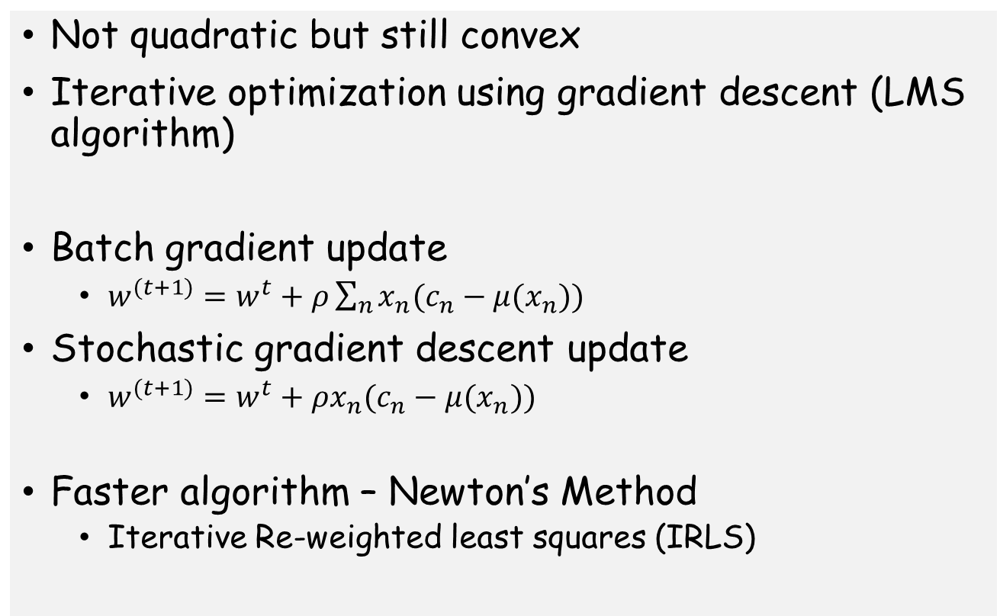 • Not quadratic but still convex
• Iterative optimization using gradient descent (LMS
algorithm)
• Batch gradient update
• $w^{(t+1)} = w^t + \rho \sum_n x_n(c_n - \mu(x_n))$
• Stochastic gradient descent update
• $w^{(t+1)} = w^t + \rho x_n(c_n - \mu(x_n))$
• Faster algorithm – Newton’s Method
• Iterative Re-weighted least squares (IRLS)